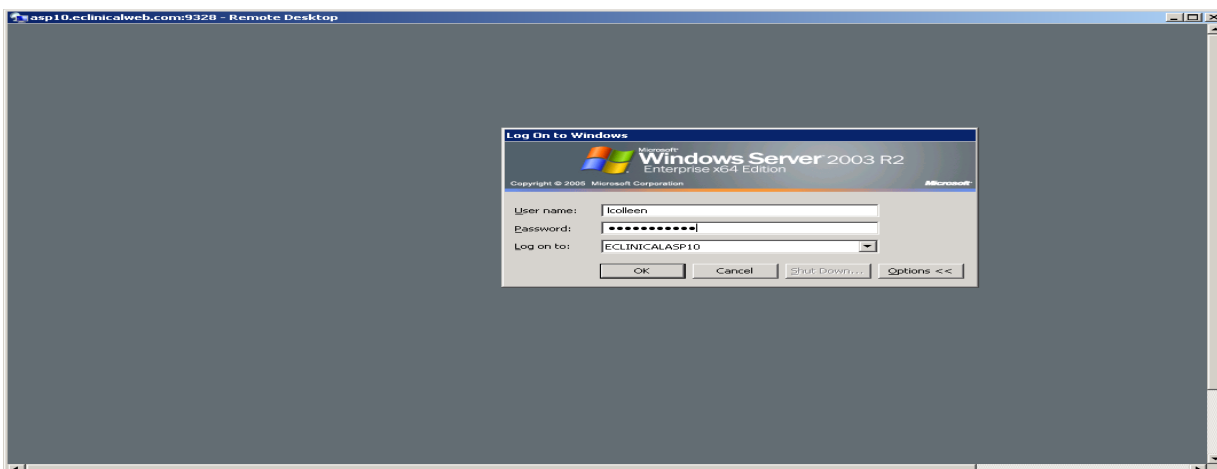 asp10.eclinicalweb.com:9328 - Remote Desktop
Log On to Windows
Microsoft
Windows Server 2003 R2
Enterprise x64 Edition
Copyright © 2005 Microsoft Corporation
Microsoft
User name: lcolleen
Password: ●●●●●●●●●●●
Log on to: ECLINICALASP10
OK Cancel Shut Down... Options <<